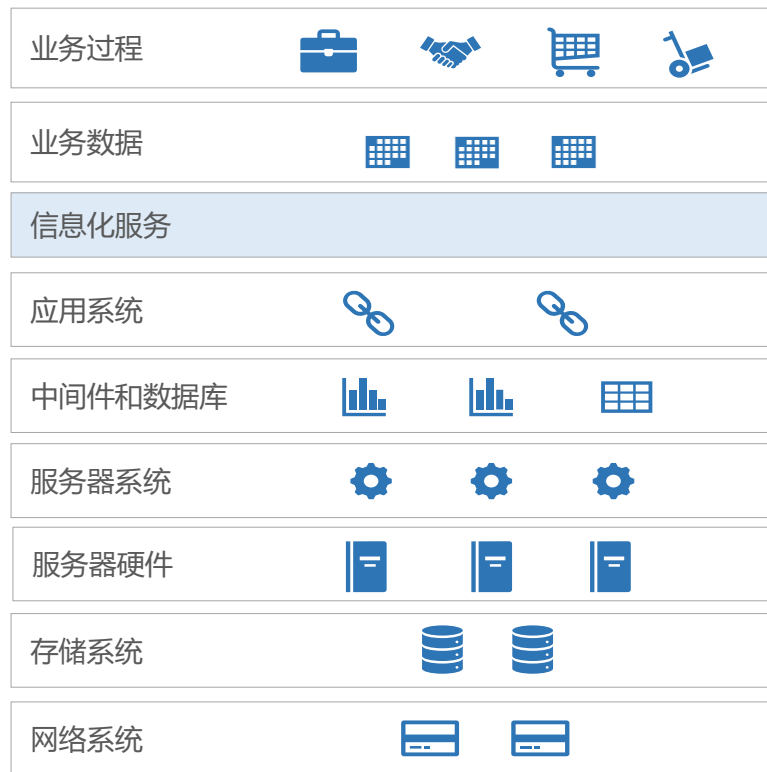 业务过程
业务数据
信息化服务
应用系统
中间件和数据库
服务器系统
服务器硬件
存储系统
网络系统